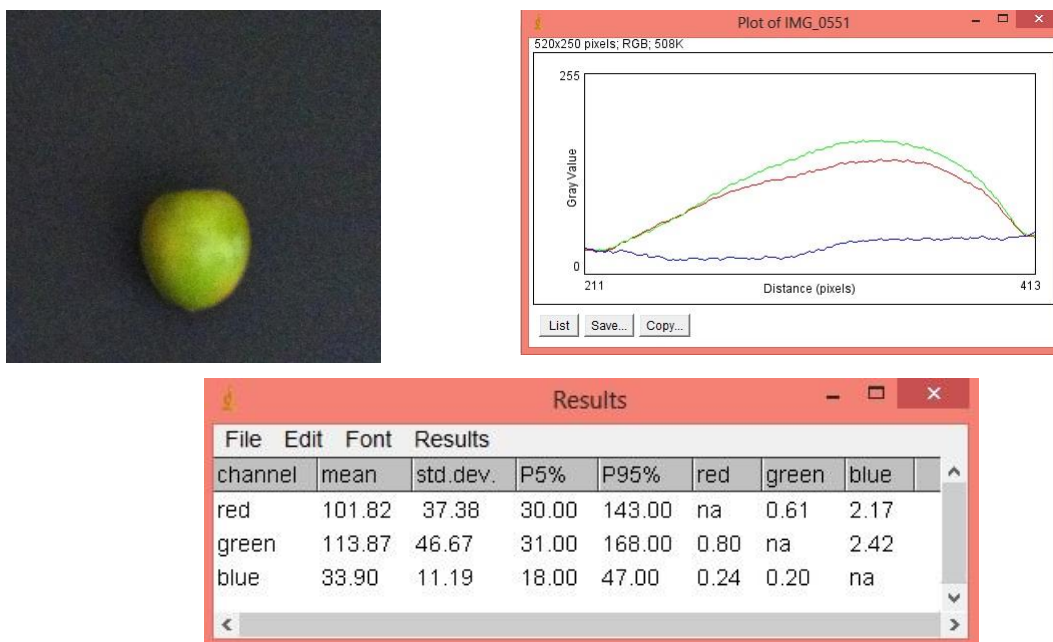 Plot of IMG_0551
520x250 pixels; RGB; 508K
255
Gray Value
0
211
Distance (pixels)
413
List Save... Copy...
Results
File Edit Font Results
channel mean std.dev. P5% P95% red green blue
red 101.82 37.38 30.00 143.00 na 0.61 2.17
green 113.87 46.67 31.00 168.00 0.80 na 2.42
blue 33.90 11.19 18.00 47.00 0.24 0.20 na